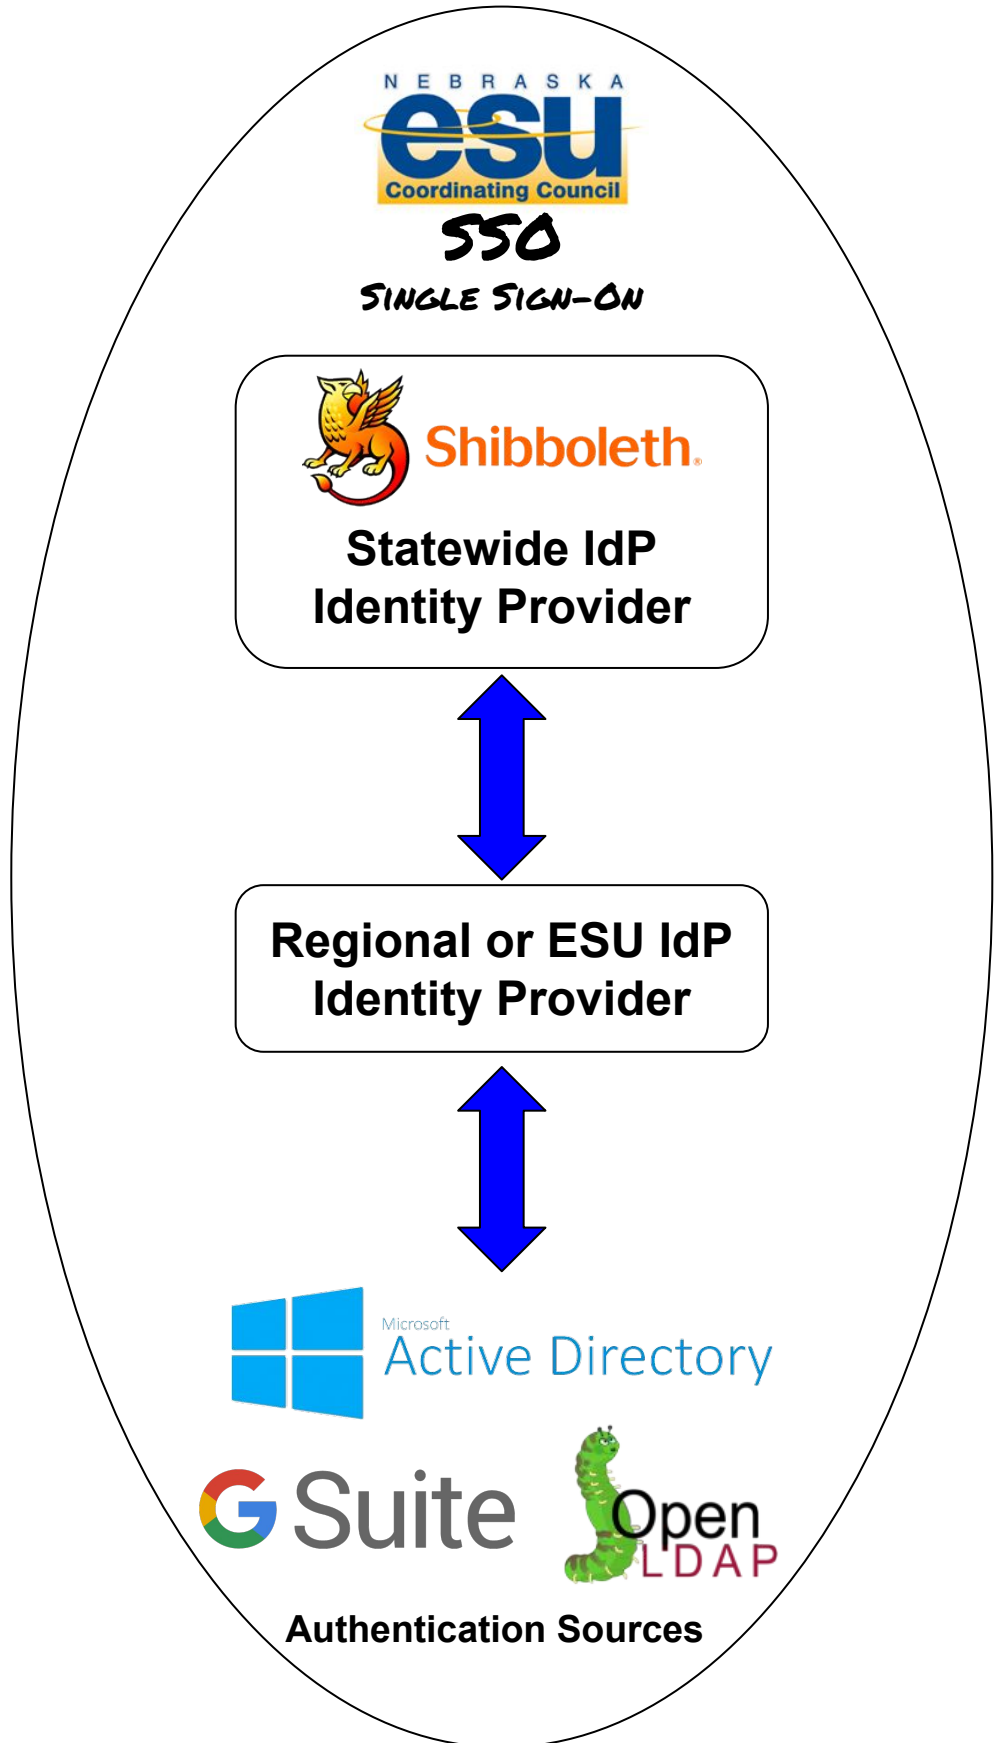 NEBRASKA
esu
Coordinating Council
SSO
Single Sign-On
Shibboleth®
Statewide IdP
Identity Provider
Regional or ESU IdP
Identity Provider
Microsoft
Active Directory
G Suite
Open
LDAP
Authentication Sources